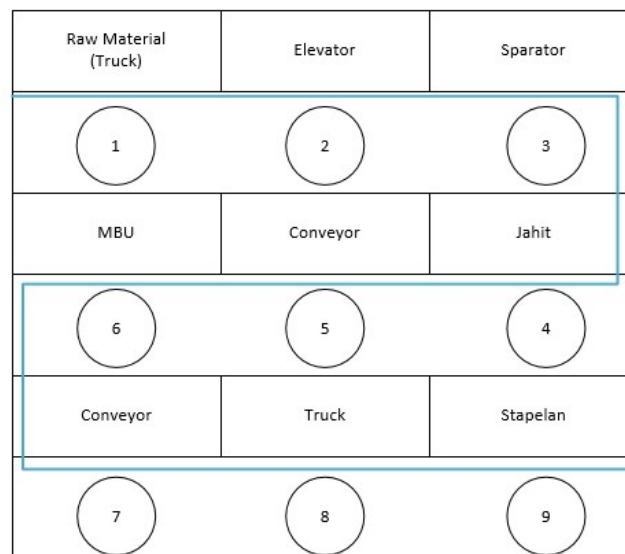 Raw Material
(Truck)
Elevator
Sparator
1
2
3
MBU
Conveyor
Jahit
6
5
4
Conveyor
Truck
Stapelan
7
8
9